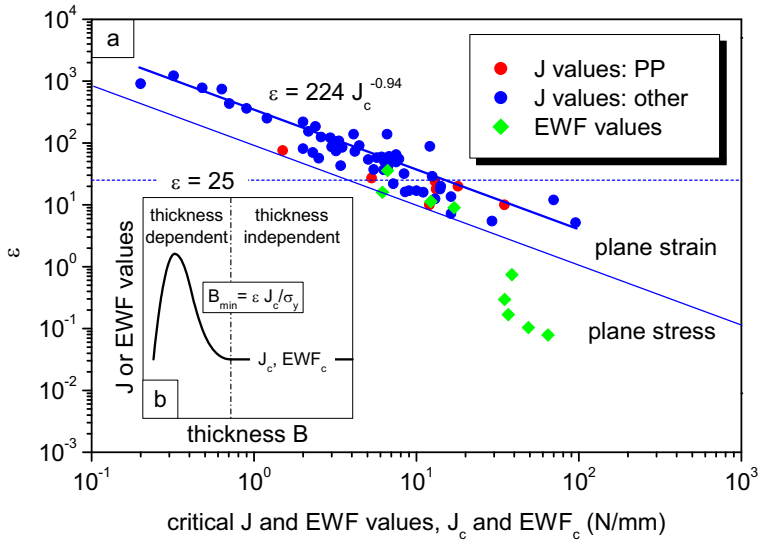 a
J values: PP
J values: other
EWF values
ε = 224 J_c^-0.94
ε = 25
plane strain
plane stress
10^4
10^3
10^2
10^1
10^0
10^-1
10^-2
10^-3
ε
thickness dependent
thickness independent
B_min = ε J_c/σ_y
J_c, EWF_c
J or EWF values
b
thickness B
10^-1
10^0
10^1
10^2
10^3
critical J and EWF values, J_c and EWF_c (N/mm)